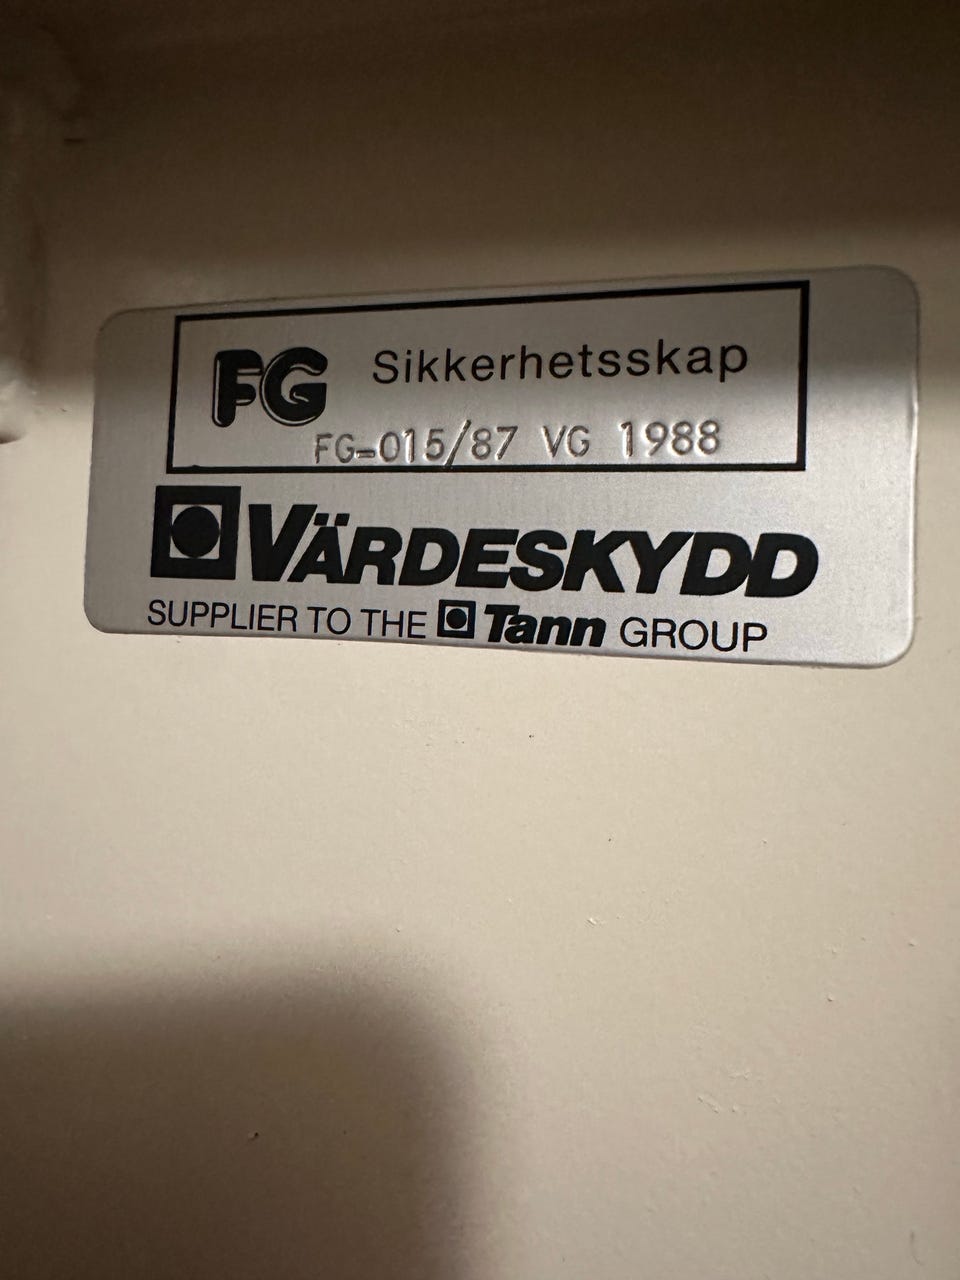 FG Sikkerhetsskap
FG-015/87 VG 1988
VÄRDESKYDD
SUPPLIER TO THE Tann GROUP